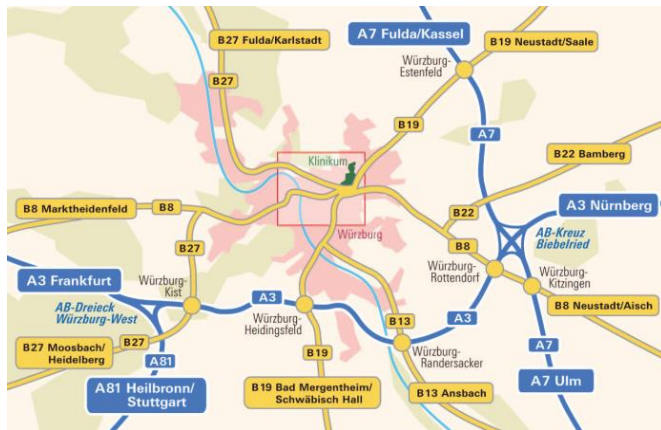 B27 Fulda/Karlstadt
A7 Fulda/Kassel
B19 Neustadt/Saale
Würzburg-
Estenfeld
B27
B19
A7
Klinikum
B22 Bamberg
B8 Marktheidenfeld
B8
A3 Nürnberg
B22
Würzburg
AB-Kreuz
Biebelried
B27
B8
A3 Frankfurt
Würzburg-
Kist
Würzburg-
Rottendorf
Würzburg-
Kitzingen
AB-Dreieck
Würzburg-West
A3
B8 Neustadt/Aisch
Würzburg-
Heidingsfeld
B13
A3
B27 Moosbach/
Heidelberg
B27
A81
B19
Würzburg-
Randersacker
A7
A81 Heilbronn/
Stuttgart
B19 Bad Mergentheim/
Schwäbisch Hall
B13 Ansbach
A7 Ulm